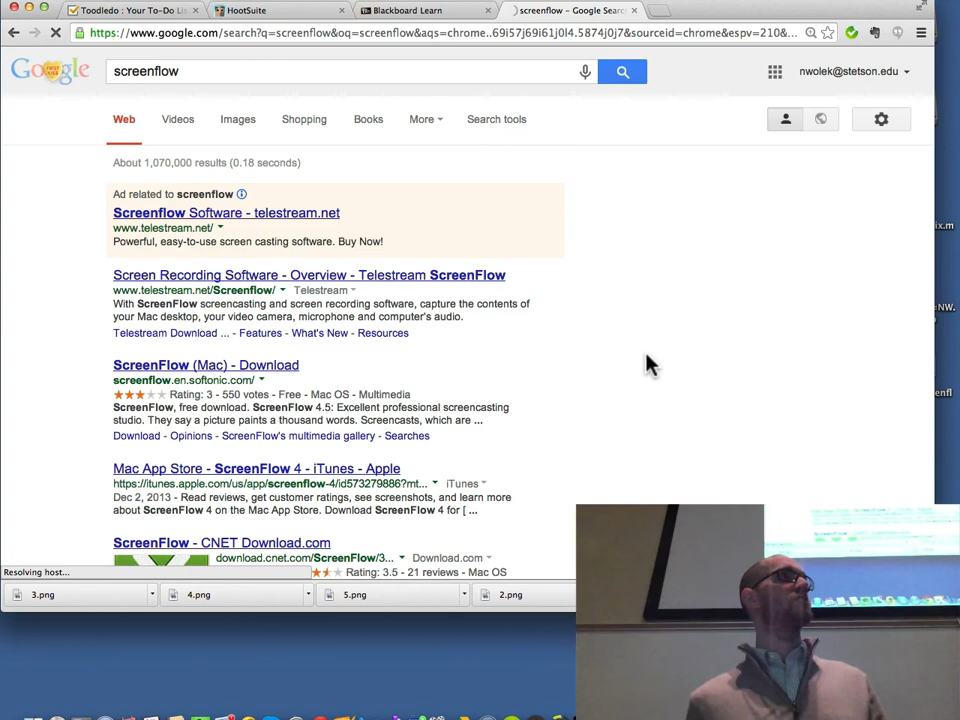 Toodledo : Your To-Do Lis
HootSuite
Blackboard Learn
screenflow - Google Searc
https://www.google.com/search?q=screenflow&oq=screenflow&aqs=chrome..69i57j69i61j0l4.5874j0j7&sourceid=chrome&espv=210&...
Google
screenflow
nwolek@stetson.edu
Web
Videos
Images
Shopping
Books
More
Search tools
About 1,070,000 results (0.18 seconds)
Ad related to screenflow
Screenflow Software - telestream.net
www.telestream.net/
Powerful, easy-to-use screen casting software. Buy Now!
Screen Recording Software - Overview - Telestream ScreenFlow
www.telestream.net/Screenflow/ Telestream
With ScreenFlow screencasting and screen recording software, capture the contents of
your Mac desktop, your video camera, microphone and computer's audio.
Telestream Download ... - Features - What's New - Resources
ScreenFlow (Mac) - Download
screenflow.en.softonic.com/
Rating: 3 - 550 votes - Free - Mac OS - Multimedia
ScreenFlow, free download. ScreenFlow 4.5: Excellent professional screencasting
studio. They say a picture paints a thousand words. Screencasts, which are ...
Download - Opinions - ScreenFlow's multimedia gallery - Searches
Mac App Store - ScreenFlow 4 - iTunes - Apple
https://itunes.apple.com/us/app/screenflow-4/id573279886?mt... iTunes
Dec 2, 2013 - Read reviews, get customer ratings, see screenshots, and learn more
about ScreenFlow 4 on the Mac App Store. Download ScreenFlow 4 for [ ...
ScreenFlow - CNET Download.com
download.cnet.com/ScreenFlow/3... Download.com
Rating: 3.5 - 21 reviews - Mac OS
Resolving host...
3.png
4.png
5.png
2.png
ix.m
NW.
enfl